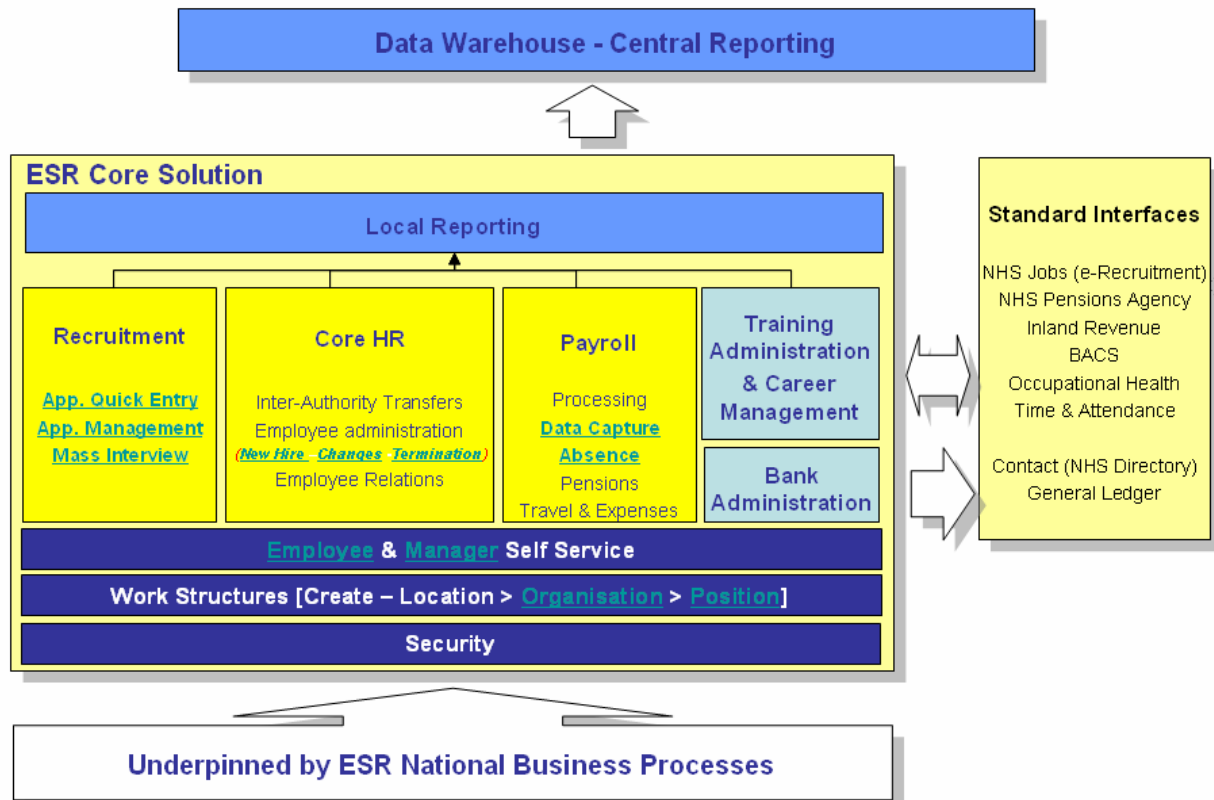 Data Warehouse - Central Reporting
ESR Core Solution
Local Reporting
Recruitment
App. Quick Entry
App. Management
Mass Interview
Core HR
Inter-Authority Transfers
Employee administration
(New Hire - Changes - Termination)
Employee Relations
Payroll
Processing
Data Capture
Absence
Pensions
Travel & Expenses
Training
Administration
& Career
Management
Bank
Administration
Employee & Manager Self Service
Work Structures [Create – Location > Organisation > Position]
Security
Standard Interfaces
NHS Jobs (e-Recruitment)
NHS Pensions Agency
Inland Revenue
BACS
Occupational Health
Time & Attendance
Contact (NHS Directory)
General Ledger
Underpinned by ESR National Business Processes